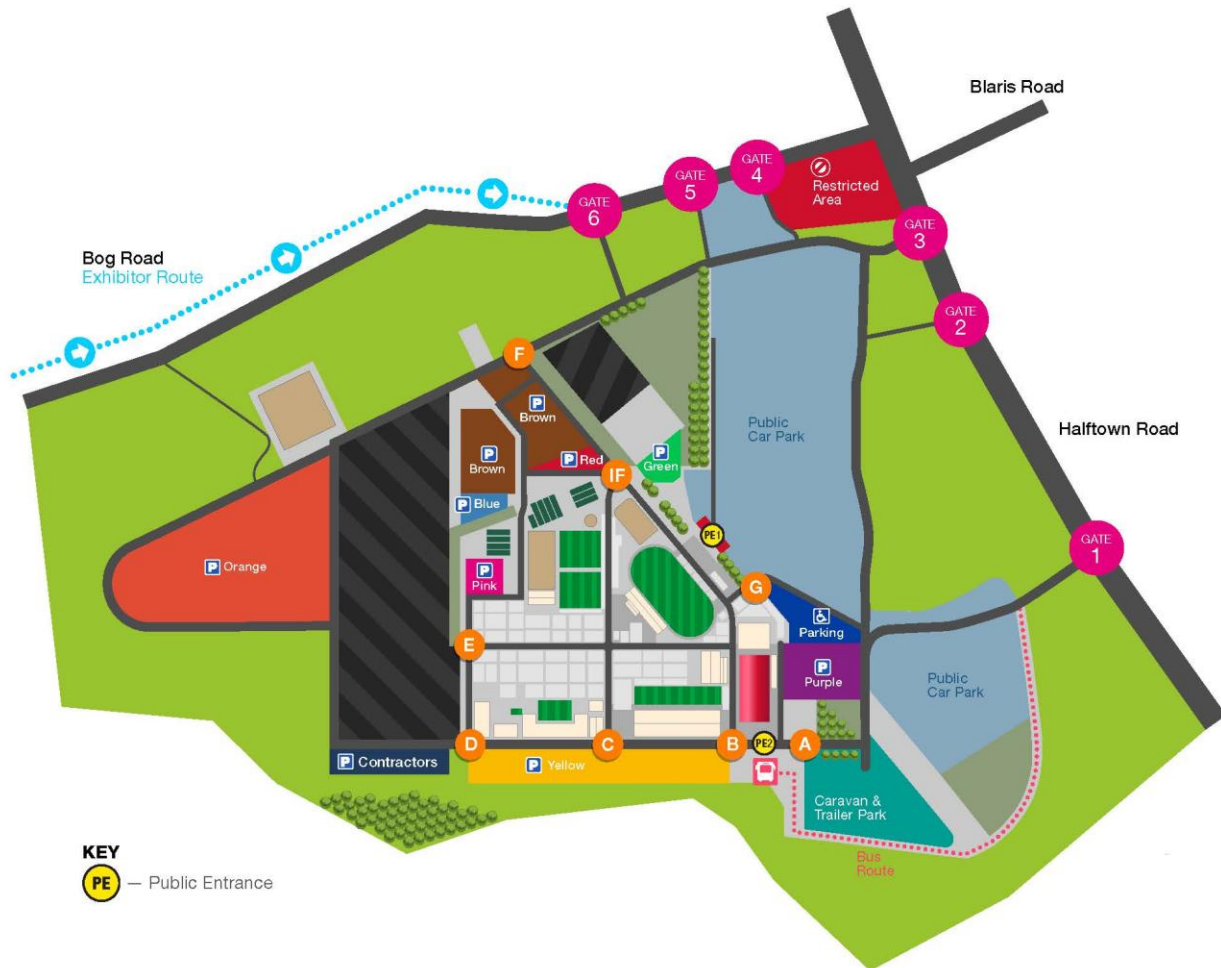 Blaris Road
GATE
4
GATE
5
Restricted
Area
GATE
6
GATE
3
Bog Road
Exhibitor Route
GATE
2
F
P
Brown
Public
Car Park
Halftown Road
P
Brown
P Red
P
Green
IF
P Blue
PE1
GATE
1
P Orange
P
Pink
G
Parking
E
P
Purple
Public
Car Park
D
C
B
PE2
A
P Contractors
P Yellow
Caravan &
Trailer Park
Bus
Route
KEY
PE — Public Entrance